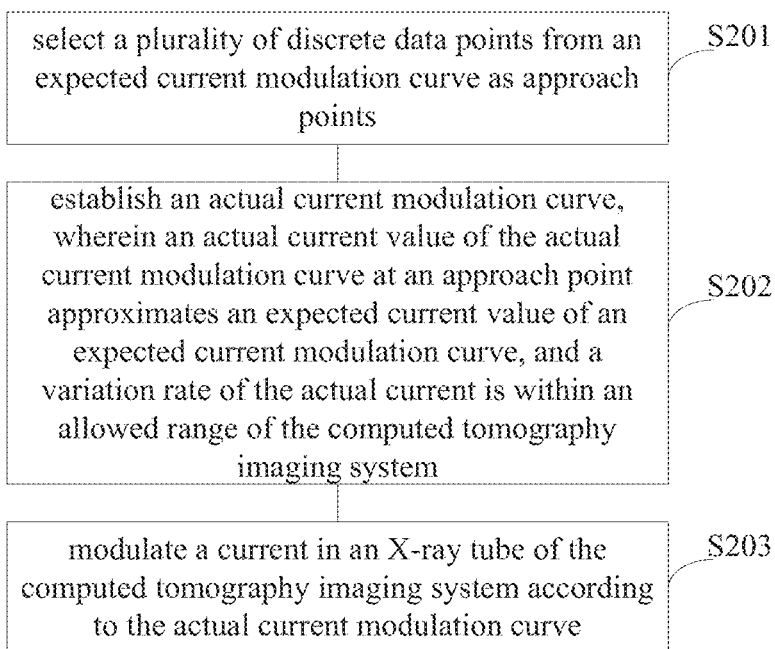 select a plurality of discrete data points from an
expected current modulation curve as approach
points
S201
establish an actual current modulation curve,
wherein an actual current value of the actual
current modulation curve at an approach point
approximates an expected current value of an
expected current modulation curve, and a
variation rate of the actual current is within an
allowed range of the computed tomography
imaging system
S202
modulate a current in an X-ray tube of the
computed tomography imaging system according
to the actual current modulation curve
S203